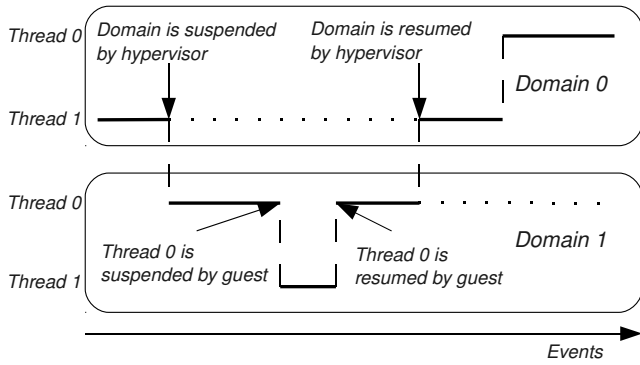 Thread 0
Domain is suspended
by hypervisor
Domain is resumed
by hypervisor
Domain 0
Thread 1
Thread 0
Thread 0 is
suspended by guest
Thread 0 is
resumed by guest
Domain 1
Thread 1
Events